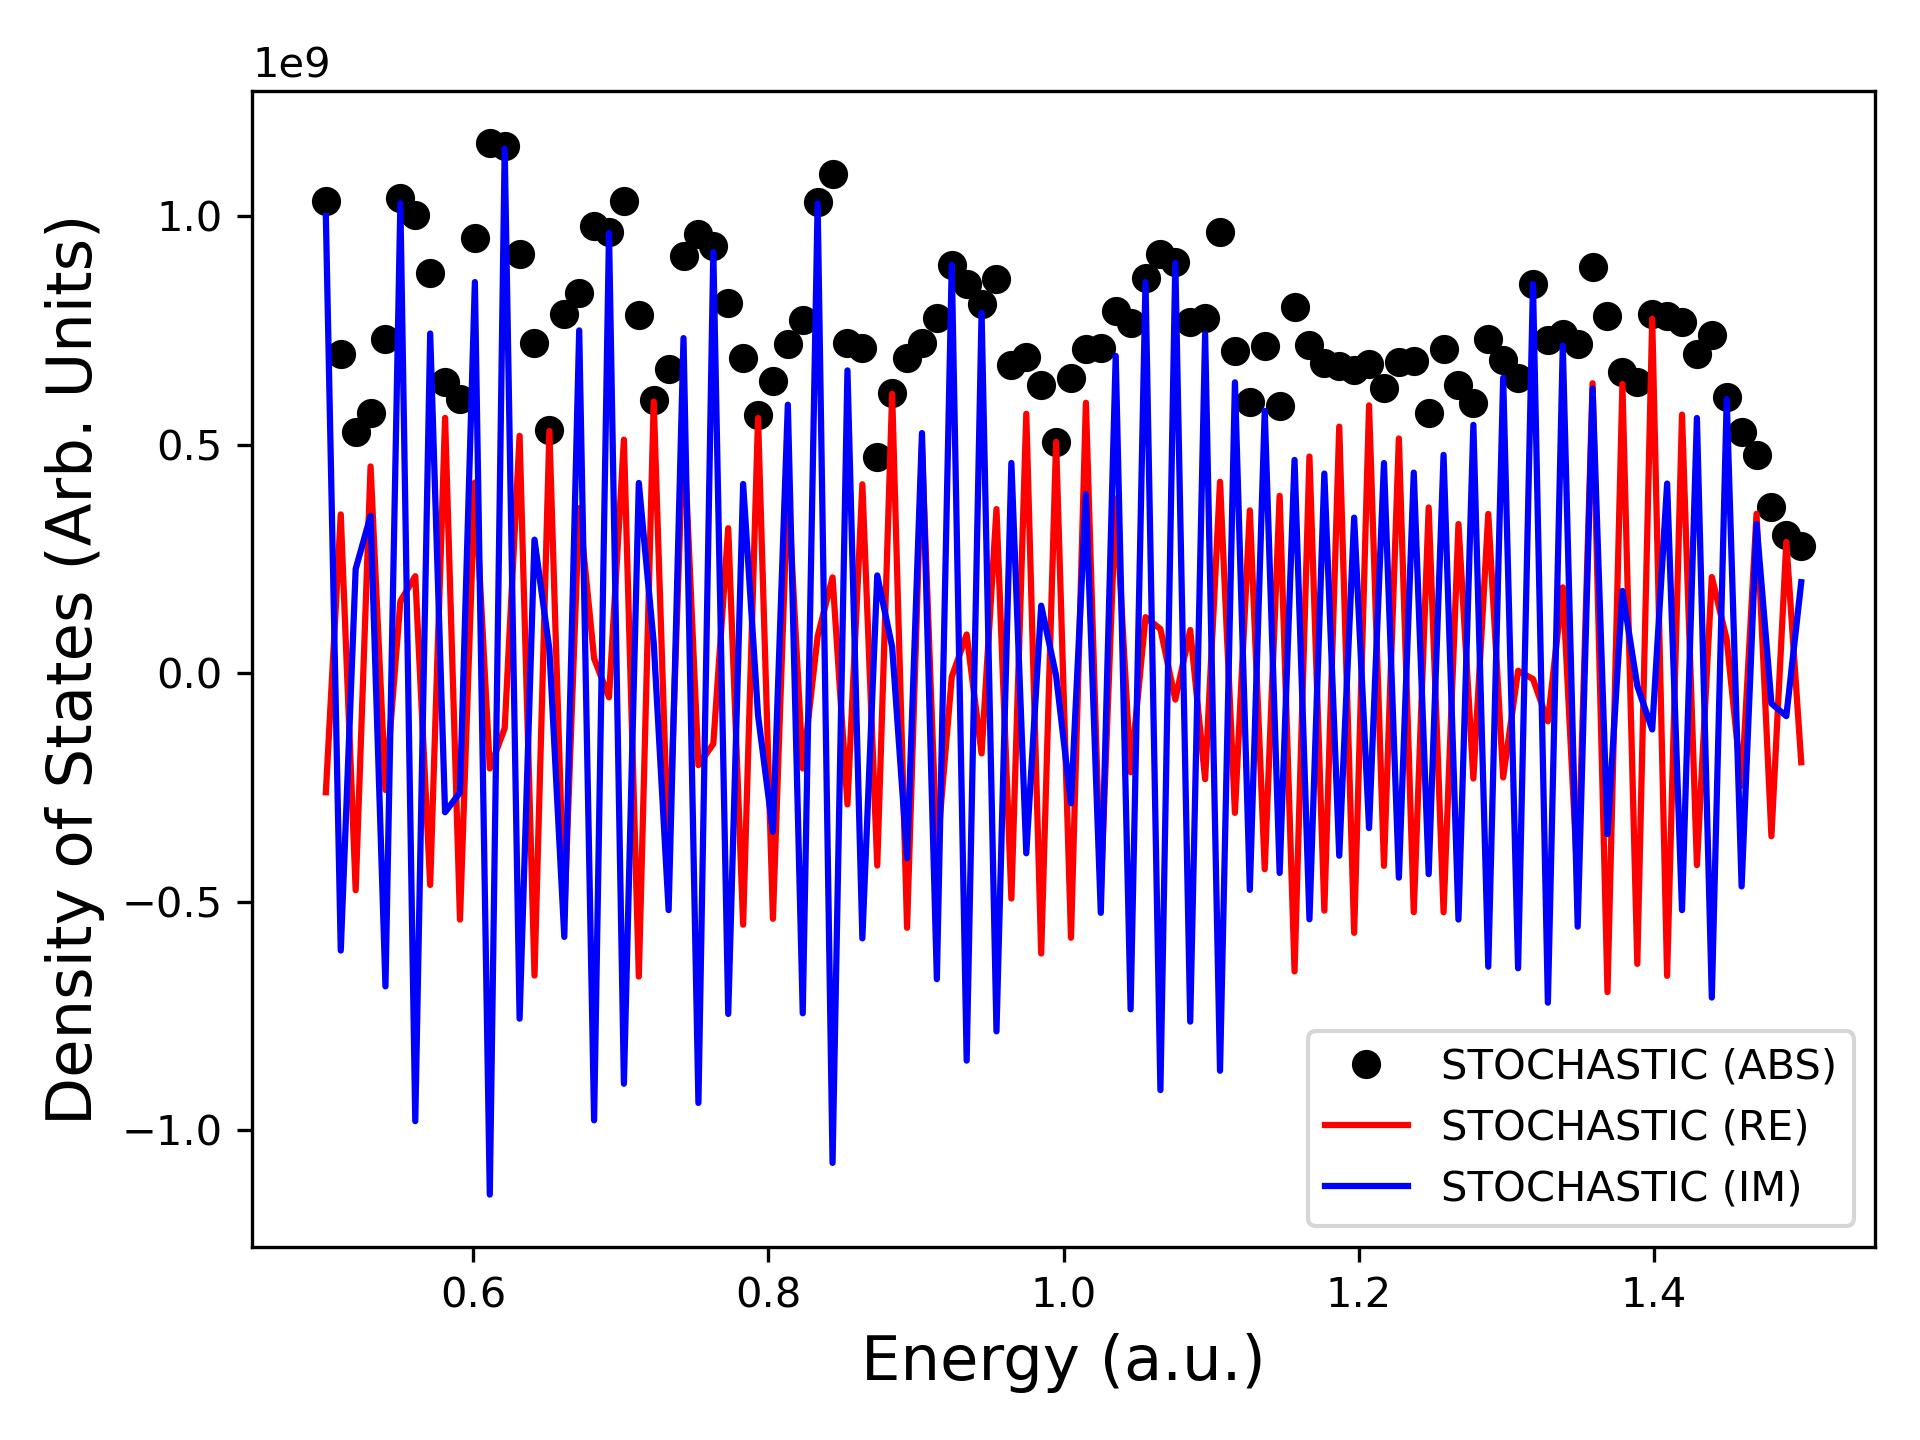 1e9
Density of States (Arb. Units)
1.0
0.5
0.0
−0.5
−1.0
STOCHASTIC (ABS)
STOCHASTIC (RE)
STOCHASTIC (IM)
0.6 0.8 1.0 1.2 1.4
Energy (a.u.)